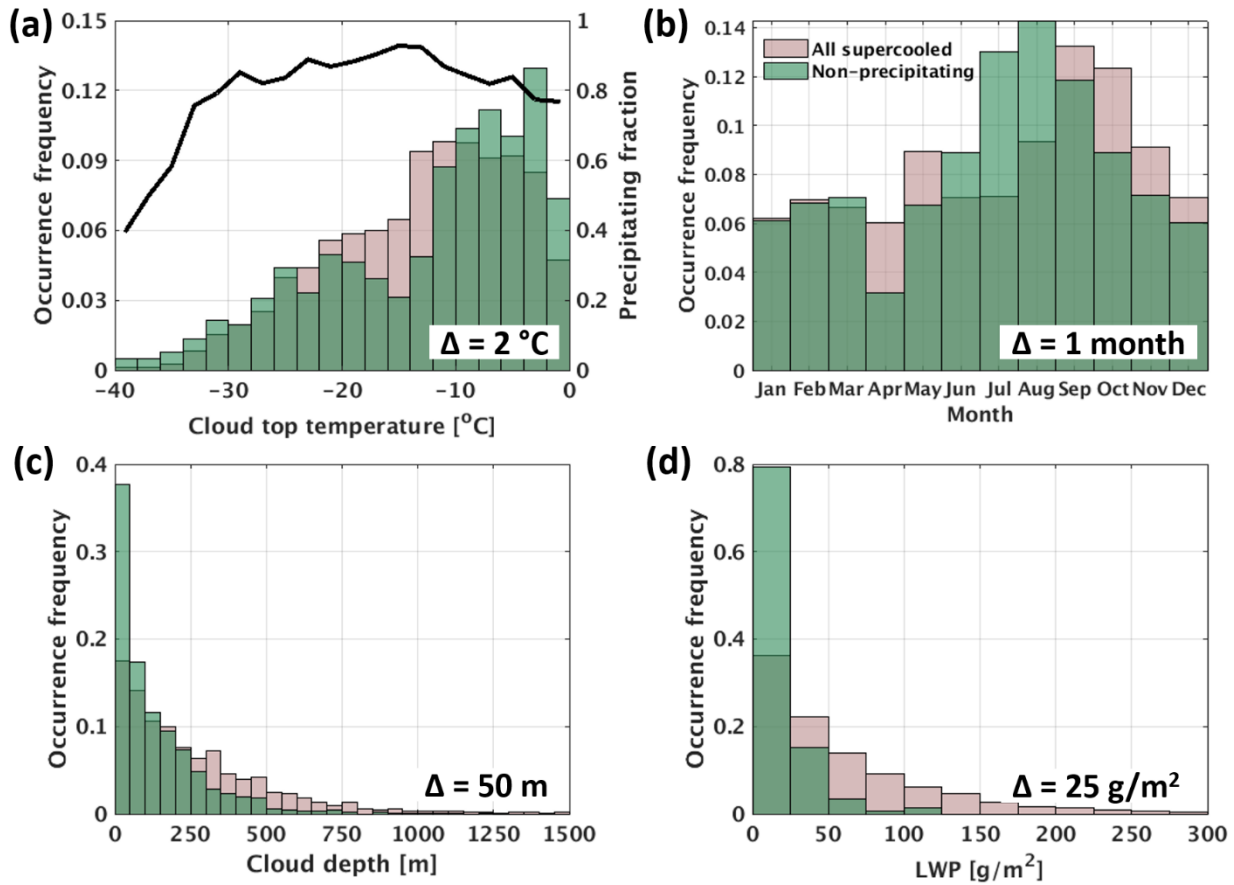 (a)
0.15
0.12
0.09
0.06
0.03
0
Occurrence frequency
1
0.8
0.6
0.4
0.2
0
Precipitating fraction
Δ = 2 °C
-40 -30 -20 -10 0
Cloud top temperature [°C]
(b)
0.14
0.12
0.1
0.08
0.06
0.04
0.02
0
Occurrence frequency
All supercooled
Non-precipitating
Δ = 1 month
Jan Feb Mar Apr May Jun Jul Aug Sep Oct Nov Dec
Month
(c)
0.4
0.3
0.2
0.1
0
Occurrence frequency
Δ = 50 m
0 250 500 750 1000 1250 1500
Cloud depth [m]
(d)
0.8
0.6
0.4
0.2
0
Occurrence frequency
Δ = 25 g/m²
0 50 100 150 200 250 300
LWP [g/m²]